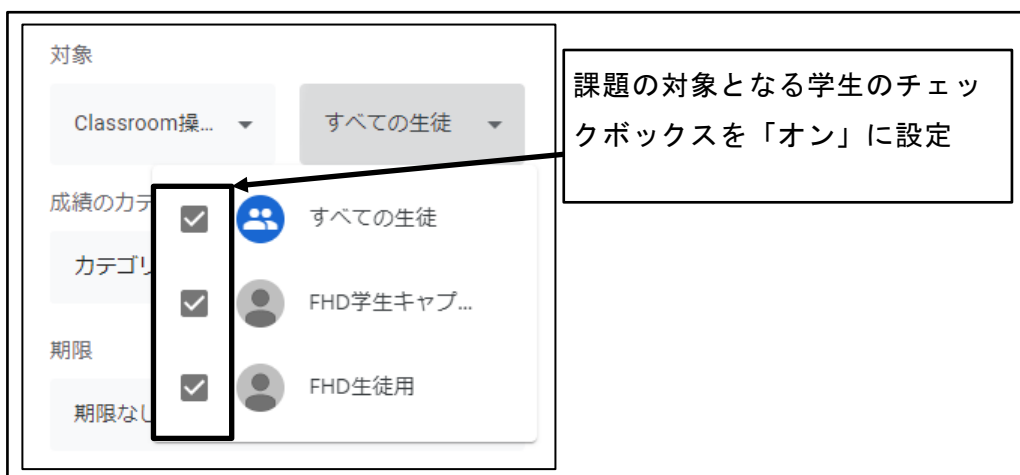 対象
Classroom操...
すべての生徒
課題の対象となる学生のチェッ
クボックスを「オン」に設定
成績のカテ
すべての生徒
カテゴリ
FHD学生キャプ...
期限
FHD生徒用
期限なし